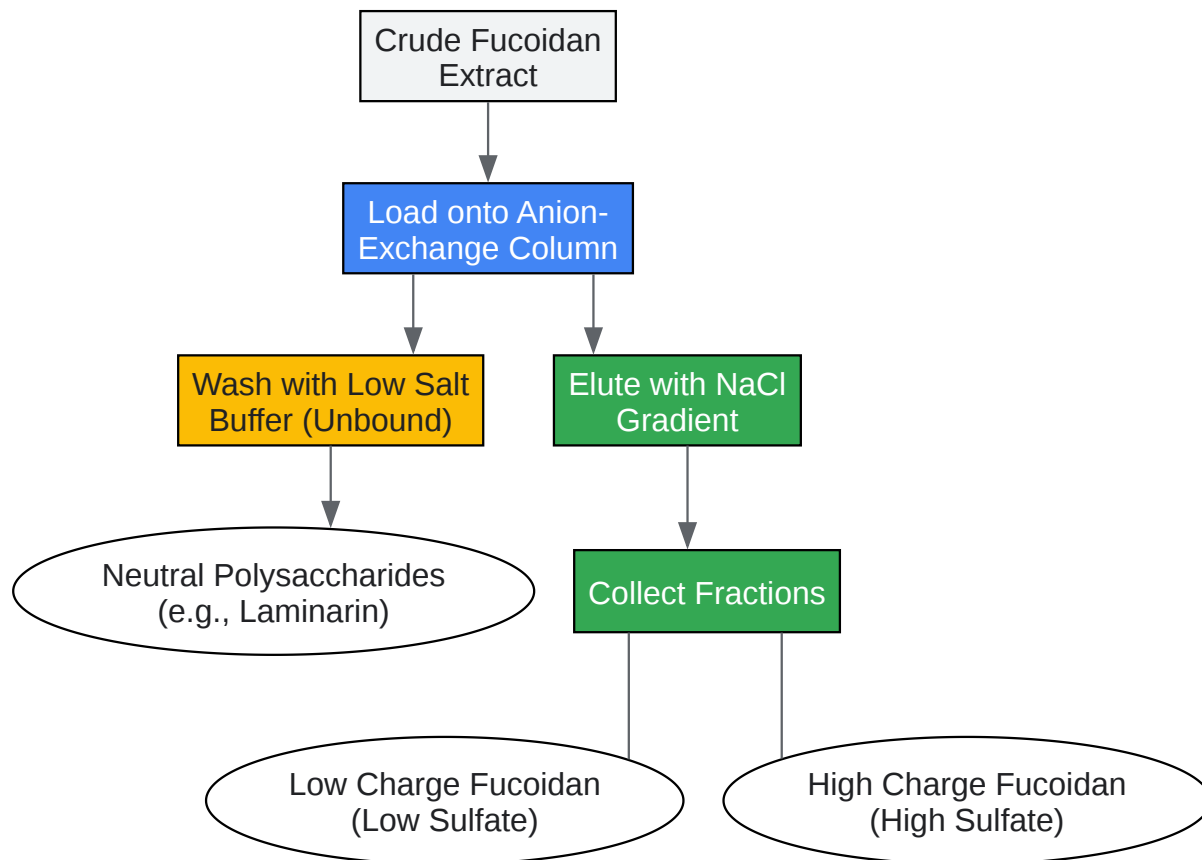 Crude Fucoidan
Extract
Load onto Anion-
Exchange Column
Wash with Low Salt
Buffer (Unbound)
Elute with NaCl
Gradient
Neutral Polysaccharides
(e.g., Laminarin)
Collect Fractions
Low Charge Fucoidan
(Low Sulfate)
High Charge Fucoidan
(High Sulfate)